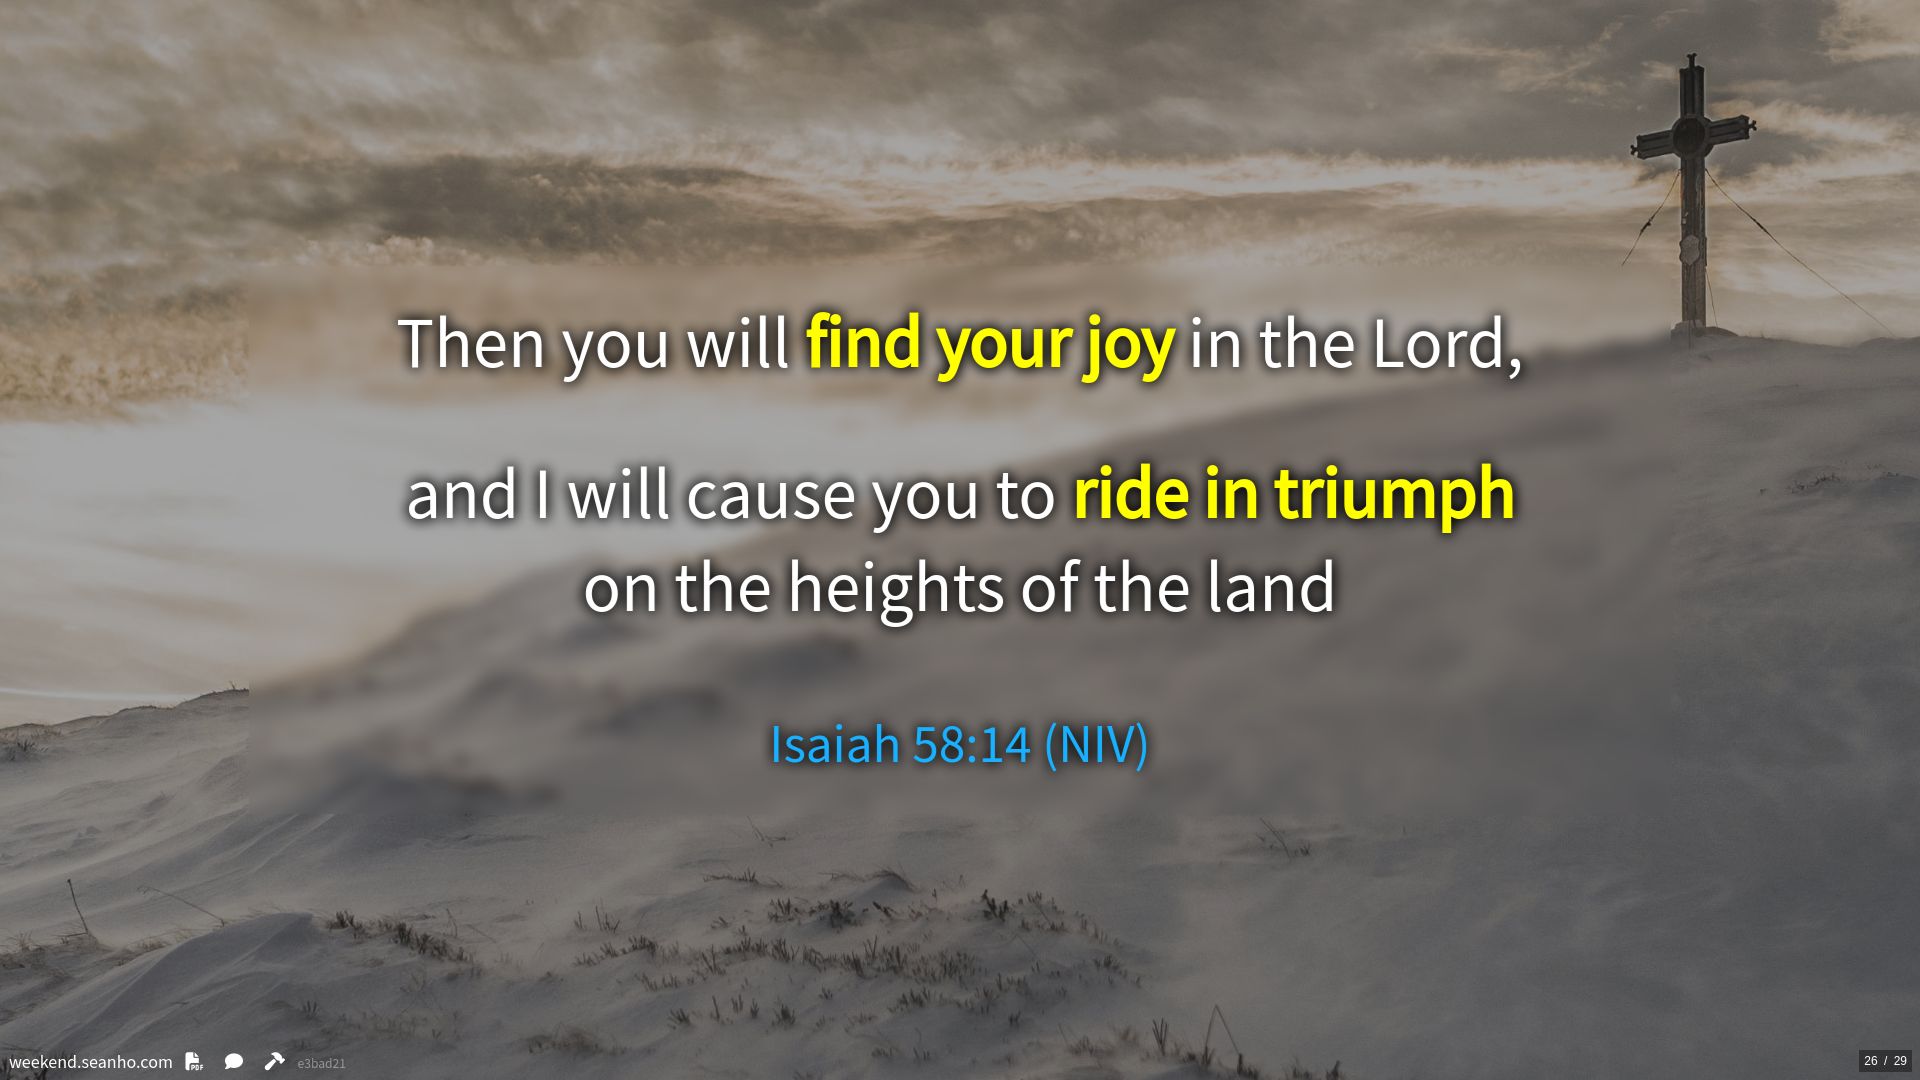 Then you will find your joy in the Lord,
and I will cause you to ride in triumph
on the heights of the land
Isaiah 58:14 (NIV)
weekend.seanho.com PDF e3bad21
26 / 29